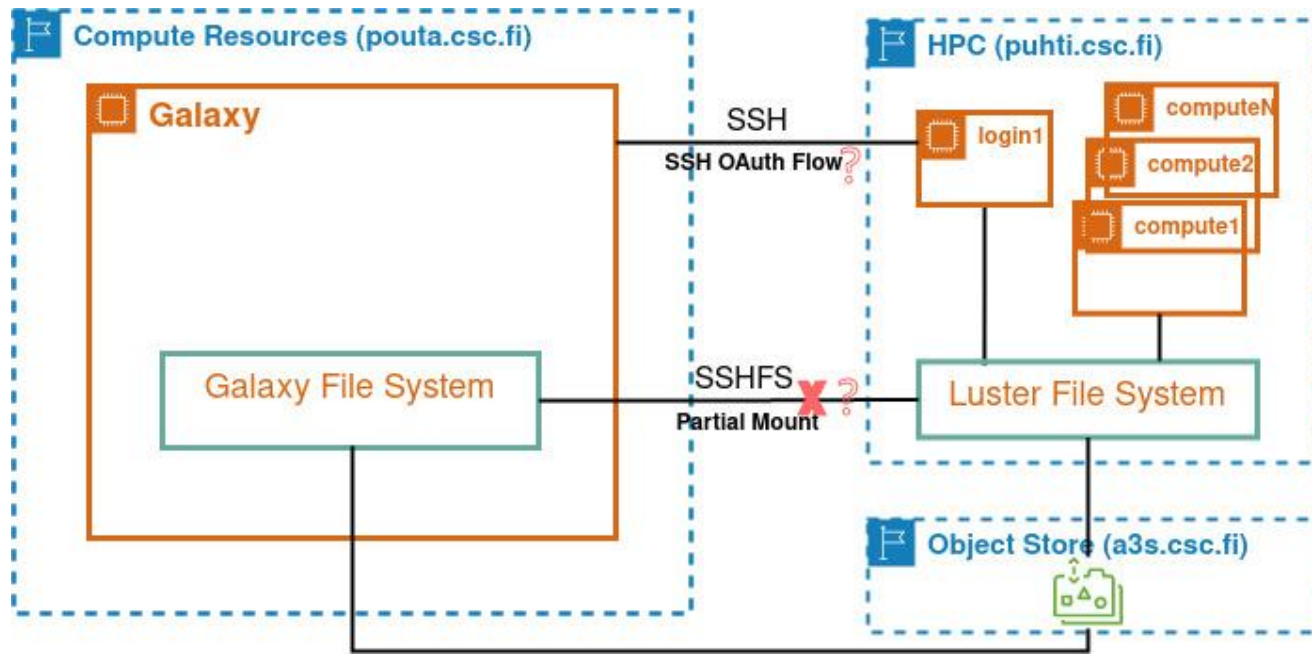 Compute Resources (pouta.csc.fi)
HPC (puhti.csc.fi)
Galaxy
SSH
SSH OAuth Flow?
login1
computeN
compute2
compute1
Galaxy File System
SSHFS
X ?
Partial Mount
Luster File System
Object Store (a3s.csc.fi)